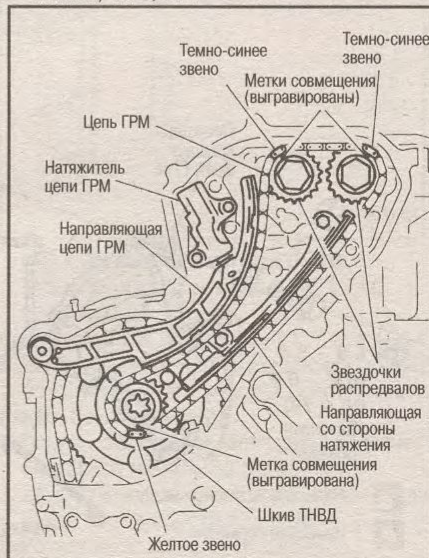 Темно-синее
звено
Темно-синее
звено
Метки совмещения
(выгравированы)
Цепь ГРМ
Натяжитель
цепи ГРМ
Направляющая
цепи ГРМ
Звездочки
распредвалов
Направляющая
со стороны
натяжения
Метка совмещения
(выгравирована)
Шкив ТНВД
Желтое звено